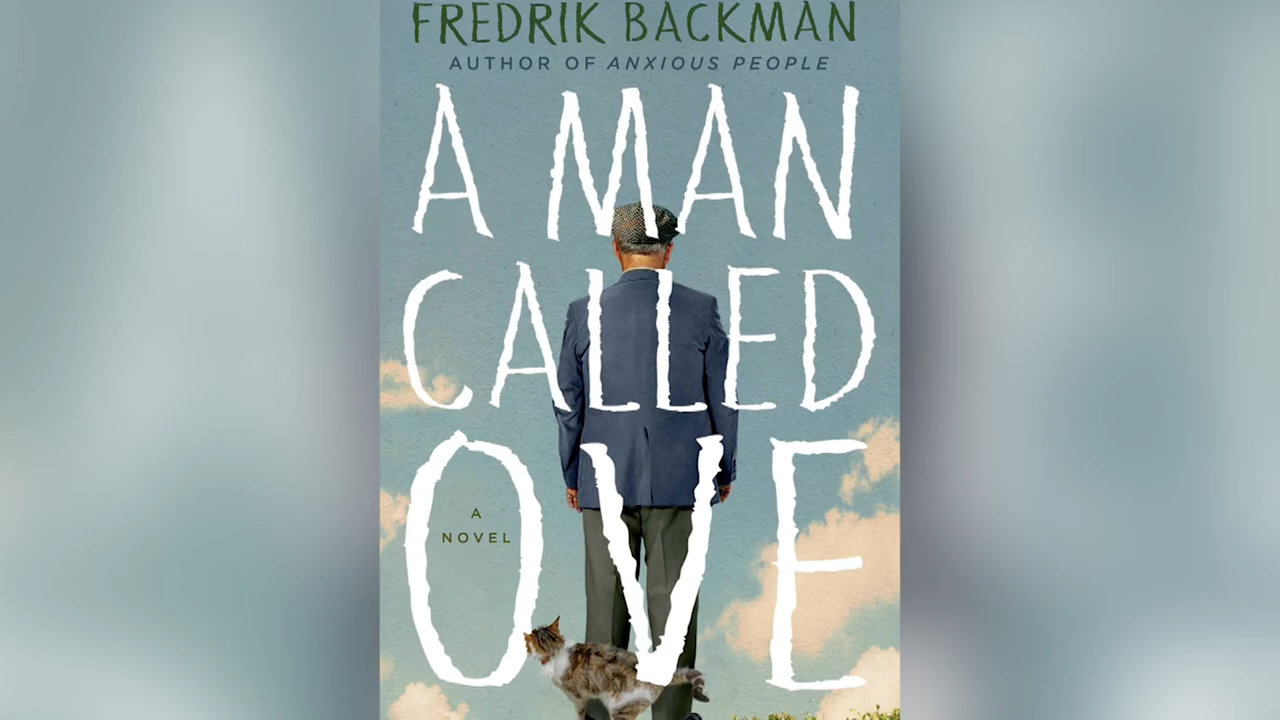 FREDRIK BACKMAN
AUTHOR OF ANXIOUS PEOPLE
A MAN
CALLED
OVE
A
NOVEL